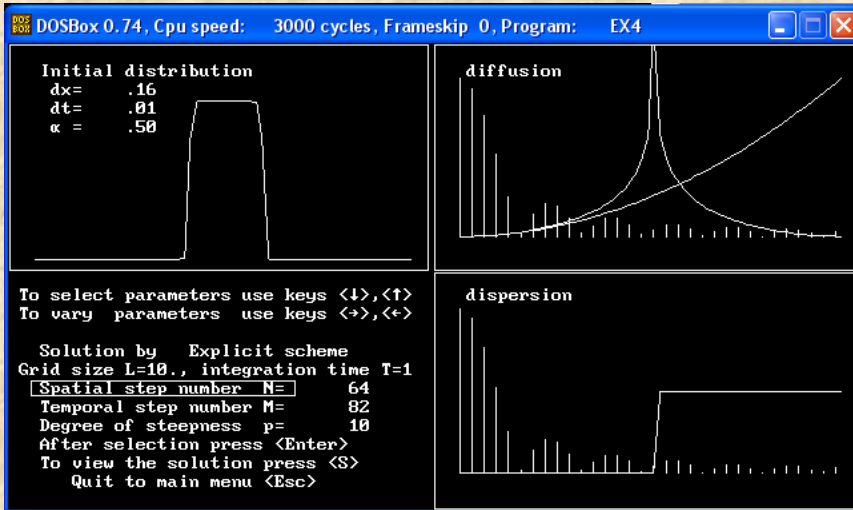 DOS BOX DOSBox 0.74, Cpu speed: 3000 cycles, Frameskip 0, Program: EX4
Initial distribution
dx= .16
dt= .01
α = .50
diffusion
To select parameters use keys <↓>,<↑>
To vary parameters use keys <→>,<←>
Solution by Explicit scheme
Grid size L=10., integration time T=1
Spatial step number N= 64
Temporal step number M= 82
Degree of steepness p= 10
After selection press <Enter>
To view the solution press <S>
Quit to main menu <Esc>
dispersion